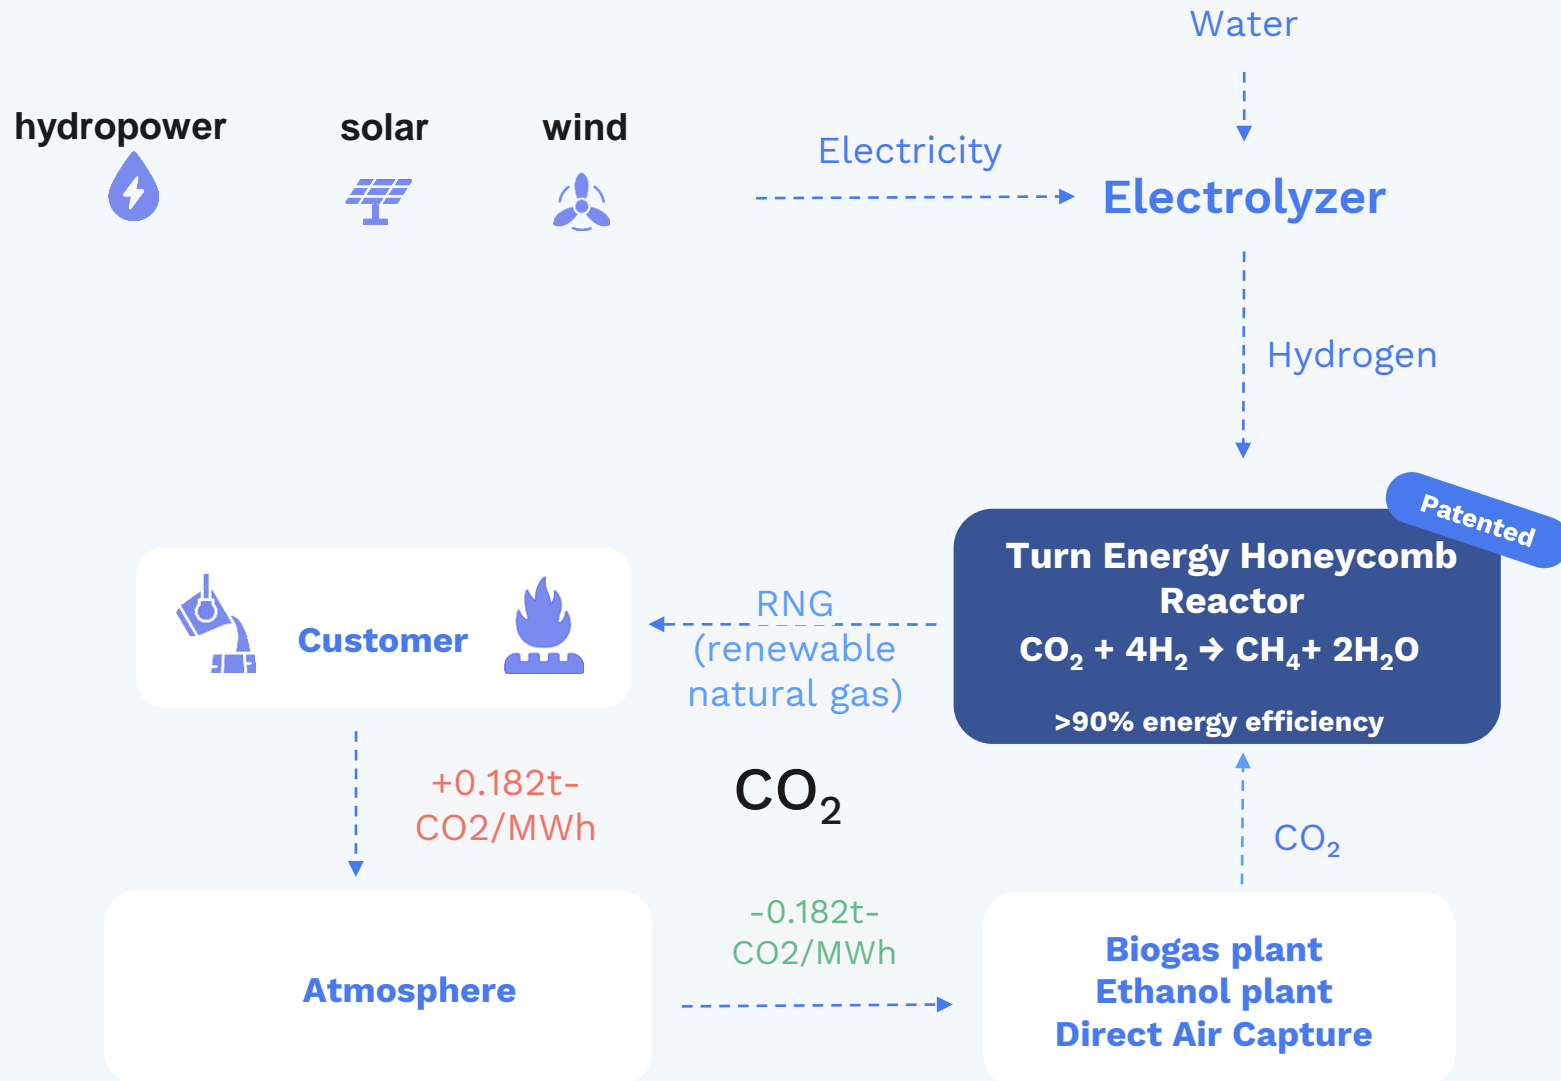 Water
hydropower
solar
wind
Electricity
Electrolyzer
Hydrogen
Patented
Turn Energy Honeycomb
Reactor
CO₂ + 4H₂ → CH₄+ 2H₂O
>90% energy efficiency
RNG
(renewable
natural gas)
Customer
+0.182t-
CO2/MWh
CO₂
CO₂
-0.182t-
CO2/MWh
Atmosphere
Biogas plant
Ethanol plant
Direct Air Capture